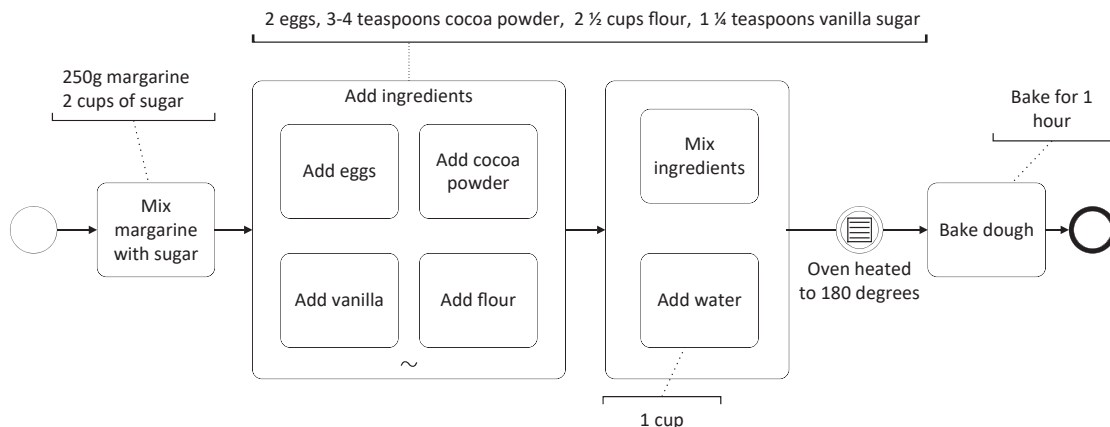 2 eggs, 3-4 teaspoons cocoa powder, 2 ½ cups flour, 1 ¼ teaspoons vanilla sugar
250g margarine
2 cups of sugar
Add ingredients
Bake for 1
hour
Add eggs
Add cocoa
powder
Mix
ingredients
Mix
margarine
with sugar
Bake dough
Oven heated
to 180 degrees
Add vanilla
Add flour
Add water
~
1 cup